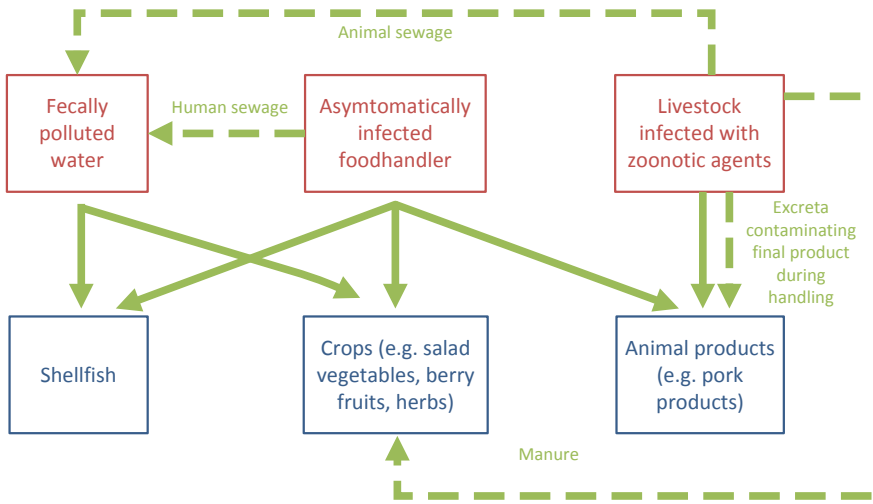 Animal sewage
Fecally
polluted
water
Human sewage
Asymtomatically
infected
foodhandler
Livestock
infected with
zoonotic agents
Excreta
contaminating
final product
during
handling
Shellfish
Crops (e.g. salad
vegetables, berry
fruits, herbs)
Animal products
(e.g. pork
products)
Manure